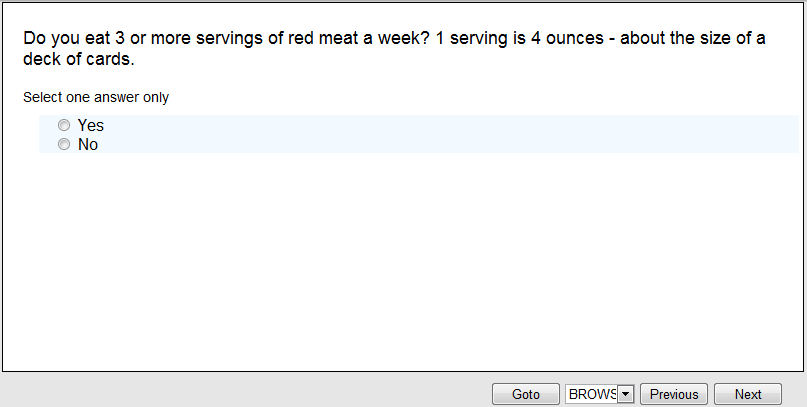 Do you eat 3 or more servings of red meat a week? 1 serving is 4 ounces - about the size of a
deck of cards.
Select one answer only
Yes
No
Goto BROWS Previous Next